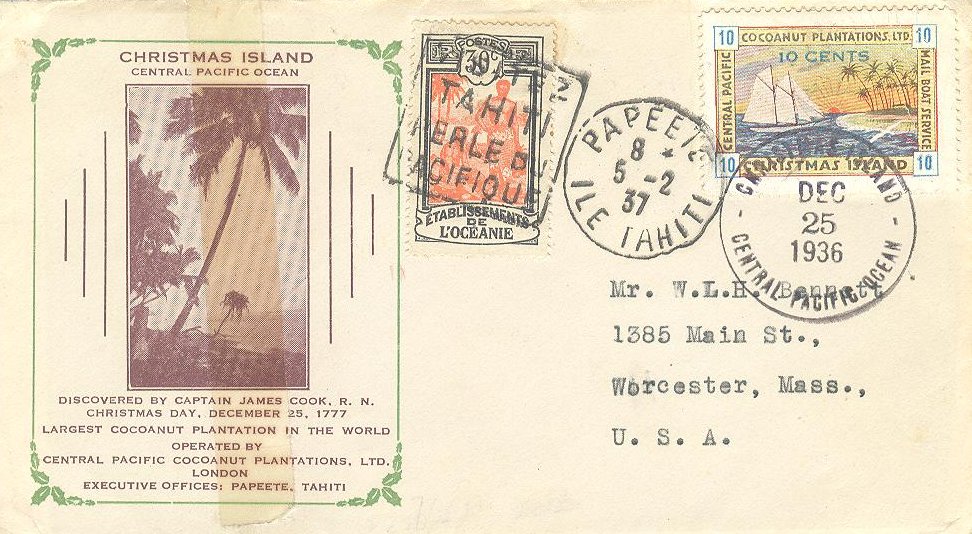 CHRISTMAS ISLAND
CENTRAL PACIFIC OCEAN
DISCOVERED BY CAPTAIN JAMES COOK, R. N.
CHRISTMAS DAY, DECEMBER 25, 1777
LARGEST COCOANUT PLANTATION IN THE WORLD
OPERATED BY
CENTRAL PACIFIC COCOANUT PLANTATIONS, LTD.
LONDON
EXECUTIVE OFFICES: PAPEETE, TAHITI
POSTES
30c
ÉTABLISSEMENTS
DE
L'OCÉANIE
TAHITI
PERLE DU
PACIFIQUE
PAPEETE
8
5 -2
37
ILE TAHITI
10 COCOANUT PLANTATIONS, LTD. 10
10 CENTS
CENTRAL PACIFIC
MAIL BOAT SERVICE
10 CHRISTMAS ISLAND 10
CHRISTMAS ISLAND
DEC
25
1936
CENTRAL PACIFIC OCEAN
Mr. W.L.H. Bennett
1385 Main St.,
Worcester, Mass.,
U. S. A.